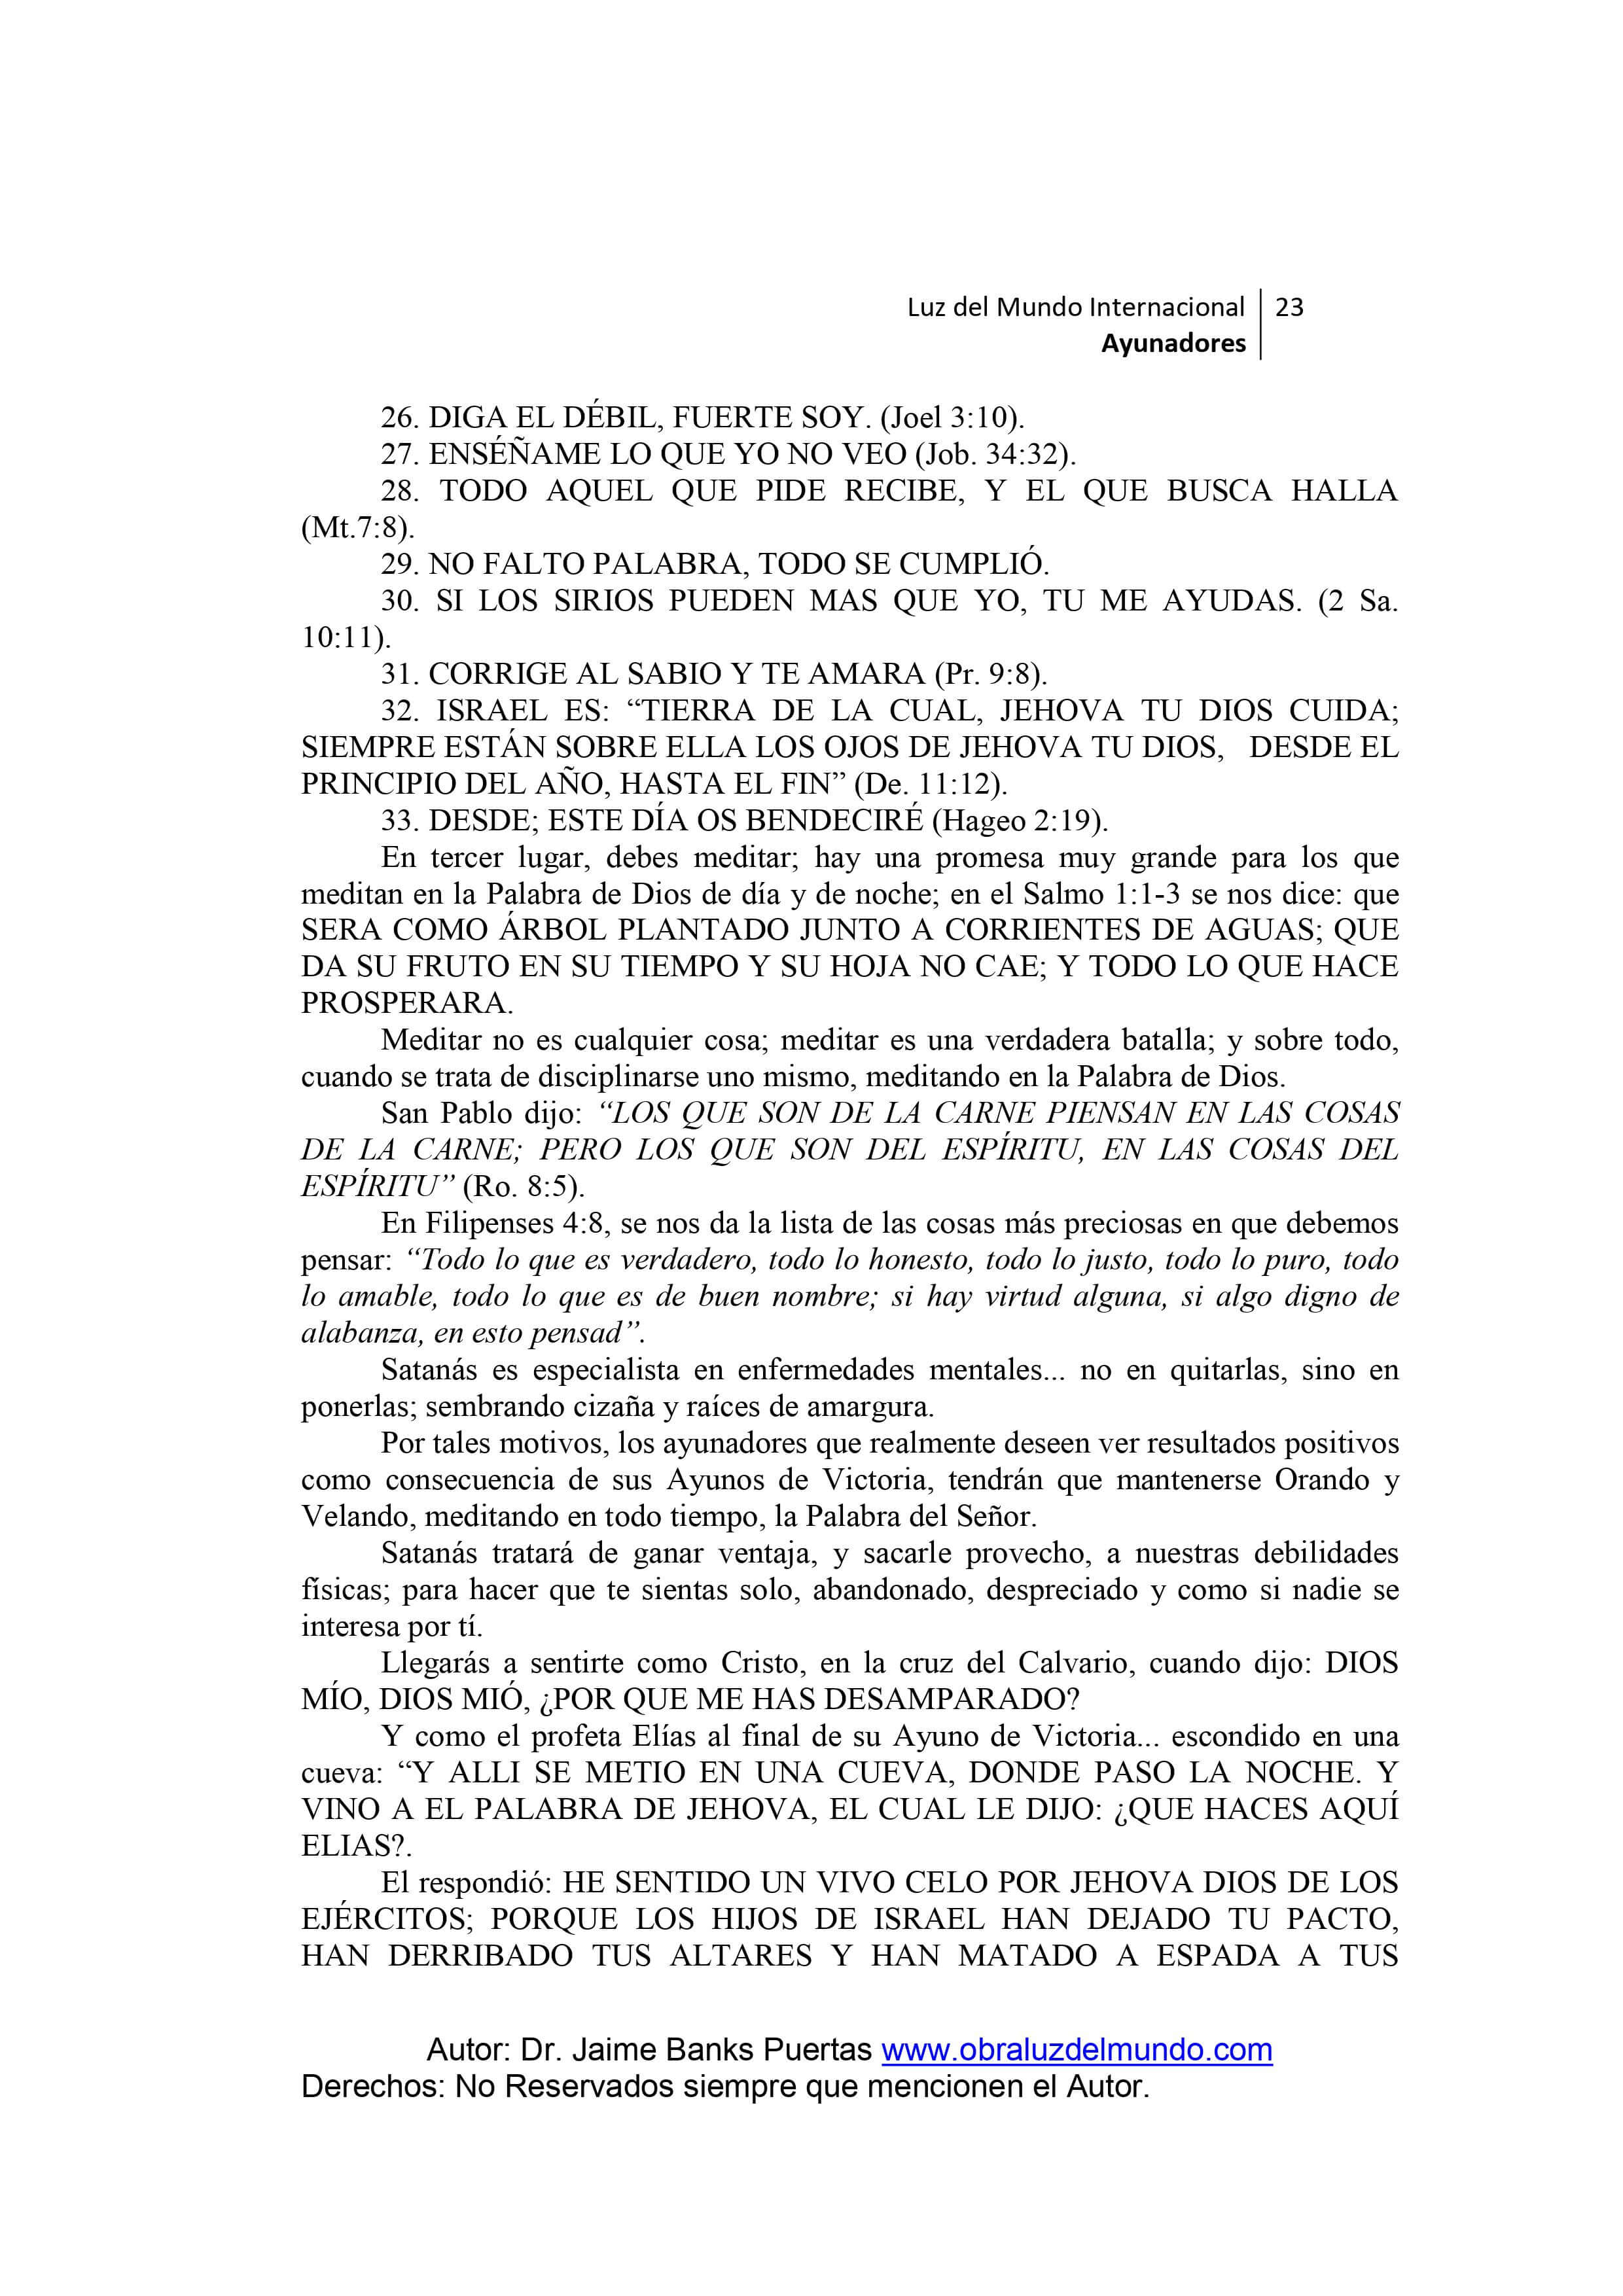 Luz del Mundo Internacional 23
Ayunadores
26. DIGA EL DÉBIL, FUERTE SOY. (Joel 3:10).
27. ENSÉÑAME LO QUE YO NO VEO (Job. 34:32).
28. TODO AQUEL QUE PIDE RECIBE, Y EL QUE BUSCA HALLA
(Mt.7:8).
29. NO FALTO PALABRA, TODO SE CUMPLIÓ.
30. SI LOS SIRIOS PUEDEN MAS QUE YO, TU ME AYUDAS. (2 Sa.
10:11).
31. CORRIGE AL SABIO Y TE AMARA (Pr. 9:8).
32. ISRAEL ES: “TIERRA DE LA CUAL, JEHOVA TU DIOS CUIDA;
SIEMPRE ESTÁN SOBRE ELLA LOS OJOS DE JEHOVA TU DIOS, DESDE EL
PRINCIPIO DEL AÑO, HASTA EL FIN” (De. 11:12).
33. DESDE; ESTE DÍA OS BENDECIRÉ (Hageo 2:19).
En tercer lugar, debes meditar; hay una promesa muy grande para los que
meditan en la Palabra de Dios de día y de noche; en el Salmo 1:1-3 se nos dice: que
SERA COMO ÁRBOL PLANTADO JUNTO A CORRIENTES DE AGUAS; QUE
DA SU FRUTO EN SU TIEMPO Y SU HOJA NO CAE; Y TODO LO QUE HACE
PROSPERARA.
Meditar no es cualquier cosa; meditar es una verdadera batalla; y sobre todo,
cuando se trata de disciplinarse uno mismo, meditando en la Palabra de Dios.
San Pablo dijo: “LOS QUE SON DE LA CARNE PIENSAN EN LAS COSAS
DE LA CARNE; PERO LOS QUE SON DEL ESPÍRITU, EN LAS COSAS DEL
ESPÍRITU” (Ro. 8:5).
En Filipenses 4:8, se nos da la lista de las cosas más preciosas en que debemos
pensar: “Todo lo que es verdadero, todo lo honesto, todo lo justo, todo lo puro, todo
lo amable, todo lo que es de buen nombre; si hay virtud alguna, si algo digno de
alabanza, en esto pensad”.
Satanás es especialista en enfermedades mentales... no en quitarlas, sino en
ponerlas; sembrando cizaña y raíces de amargura.
Por tales motivos, los ayunadores que realmente deseen ver resultados positivos
como consecuencia de sus Ayunos de Victoria, tendrán que mantenerse Orando y
Velando, meditando en todo tiempo, la Palabra del Señor.
Satanás tratará de ganar ventaja, y sacarle provecho, a nuestras debilidades
físicas; para hacer que te sientas solo, abandonado, despreciado y como si nadie se
interesa por tí.
Llegarás a sentirte como Cristo, en la cruz del Calvario, cuando dijo: DIOS
MÍO, DIOS MIÓ, ¿POR QUE ME HAS DESAMPARADO?
Y como el profeta Elías al final de su Ayuno de Victoria... escondido en una
cueva: “Y ALLI SE METIO EN UNA CUEVA, DONDE PASO LA NOCHE. Y
VINO A EL PALABRA DE JEHOVA, EL CUAL LE DIJO: ¿QUE HACES AQUÍ
ELIAS?.
El respondió: HE SENTIDO UN VIVO CELO POR JEHOVA DIOS DE LOS
EJÉRCITOS; PORQUE LOS HIJOS DE ISRAEL HAN DEJADO TU PACTO,
HAN DERRIBADO TUS ALTARES Y HAN MATADO A ESPADA A TUS
Autor: Dr. Jaime Banks Puertas www.obraluzdelmundo.com
Derechos: No Reservados siempre que mencionen el Autor.